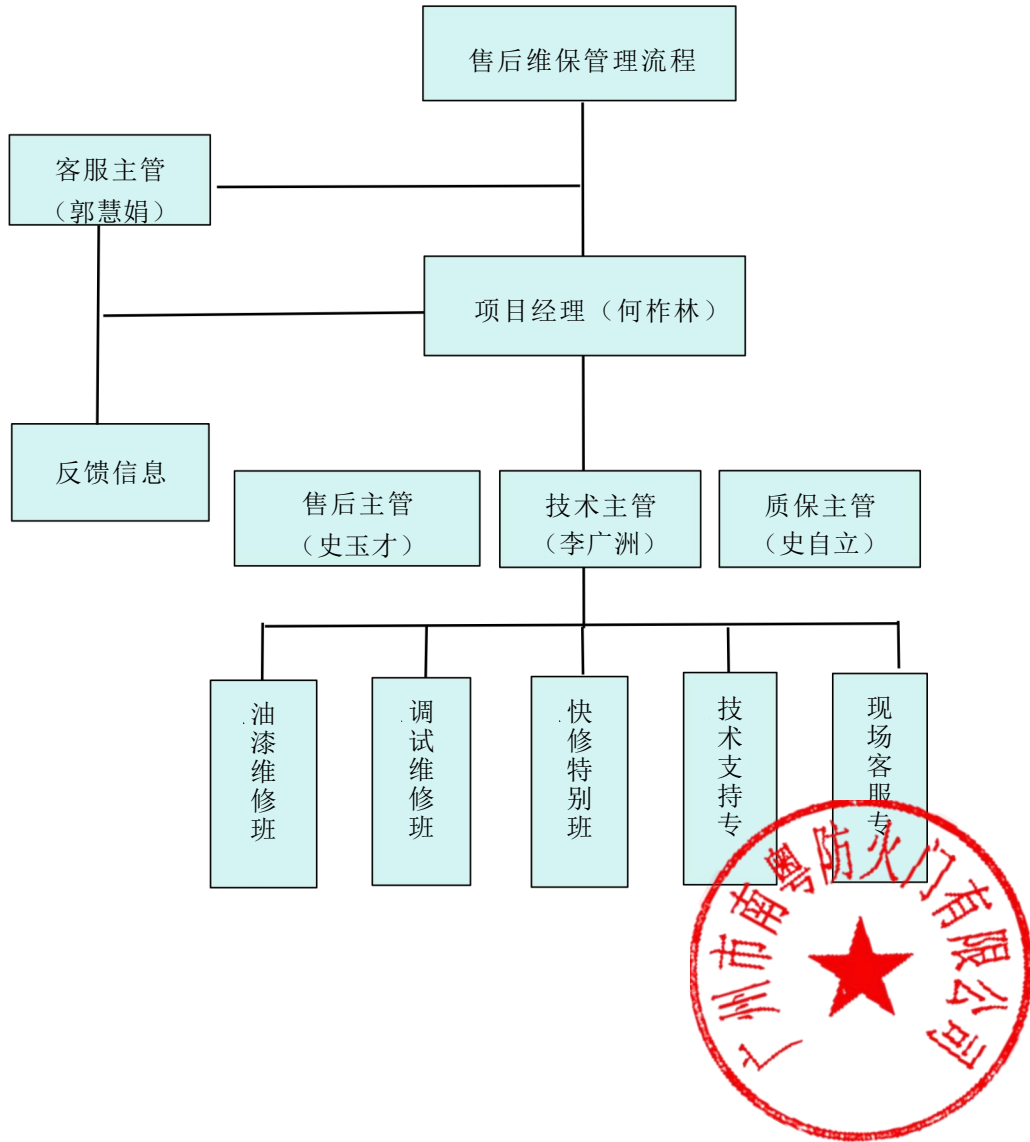 售后维保管理流程
客服主管
（郭慧娟）
项目经理（何柞林）
反馈信息
售后主管
（史玉才）
技术主管
（李广洲）
质保主管
（史自立）
油漆维修班
调试维修班
快修特别班
技术支持专
现场客服专
广州市南粤防火门有限公司